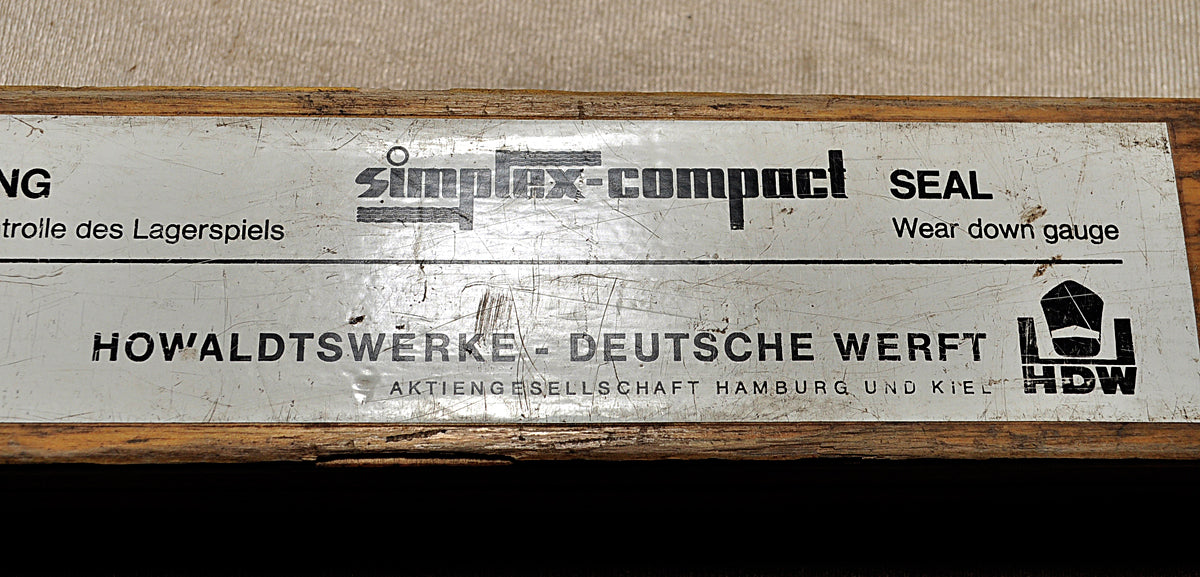 NG simplex-compact SEAL
trolle des Lagerspiels Wear down gauge
HOWALDTSWERKE - DEUTSCHE WERFT
AKTIENGESELLSCHAFT HAMBURG UND KIEL
HDW